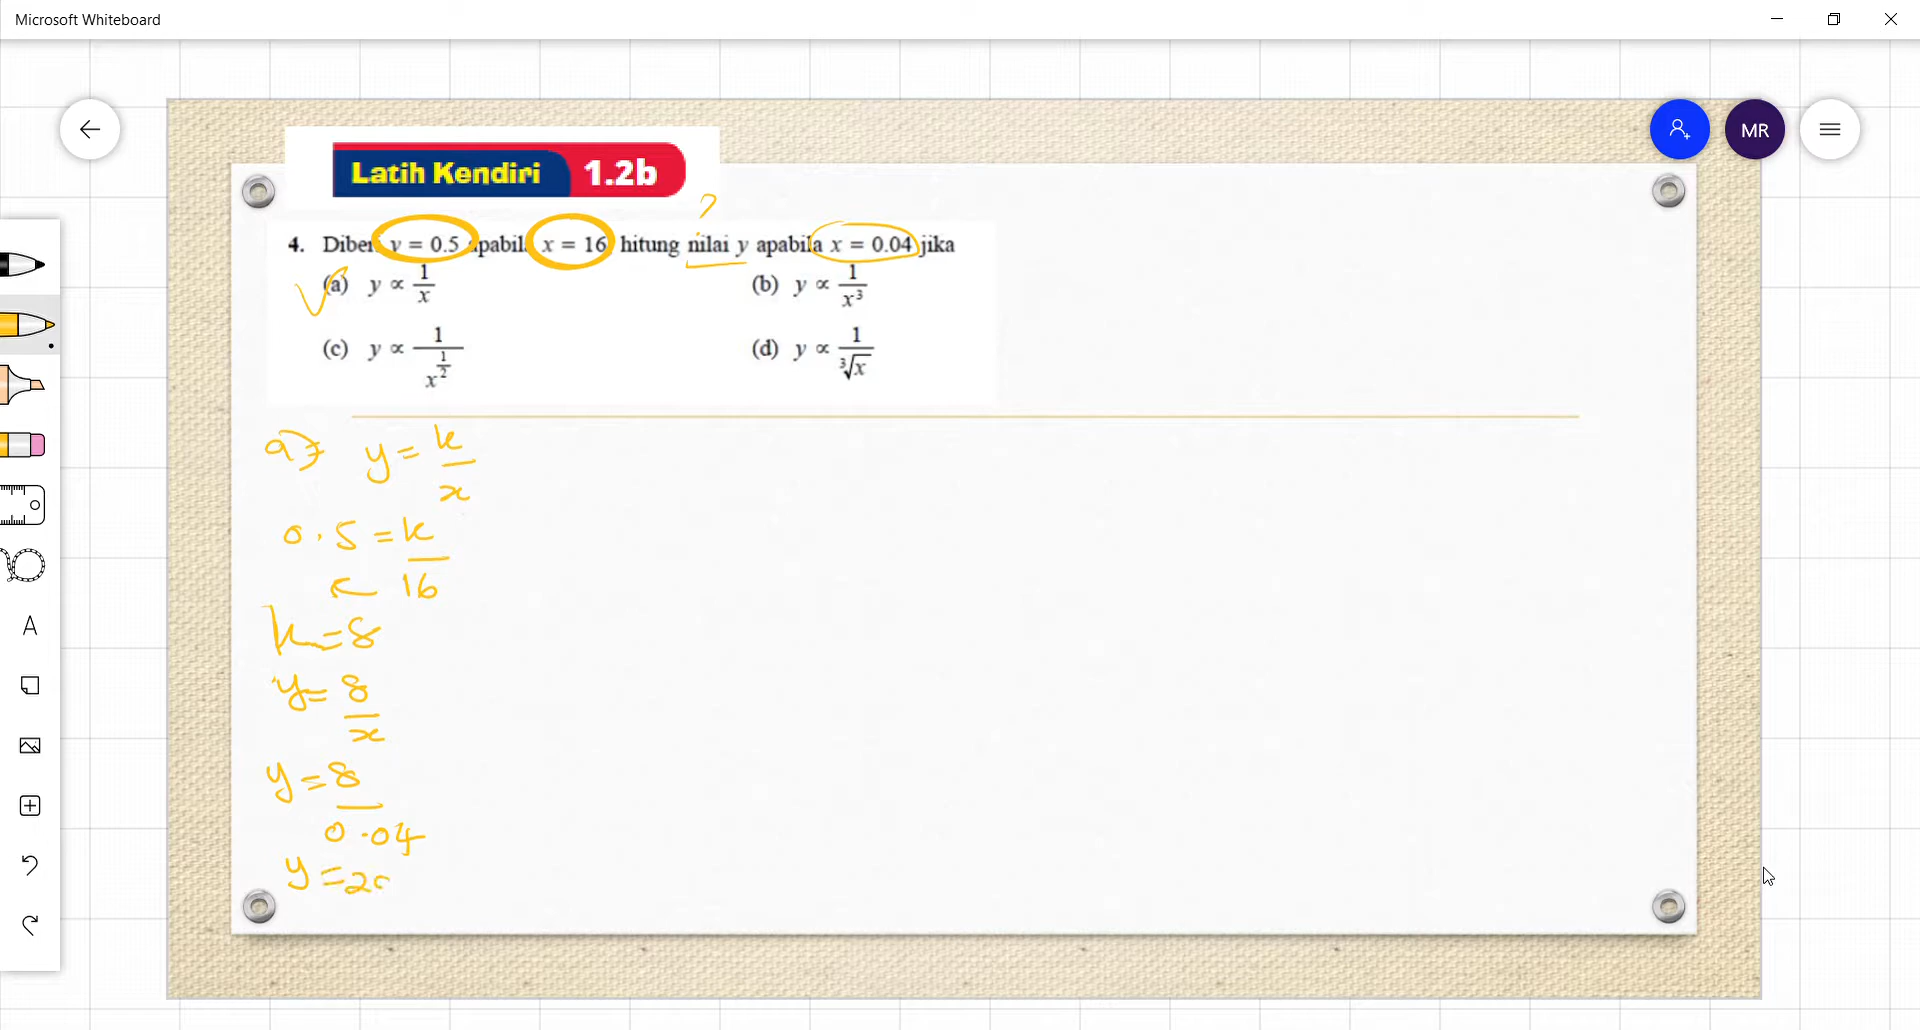 Microsoft Whiteboard
MR
Latih Kendiri 1.2b
?
4. Diberi y = 0.5 apabila x = 16, hitung nilai y apabila x = 0.04 jika
(a) y ∝ 1/x
(b) y ∝ 1/x³
(c) y ∝ 1/x^(1/2)
(d) y ∝ 1/∛x
a) y = k/x
0.5 = k/16
←
k = 8
y = 8/x
y = 8/0.04
y = 20
A